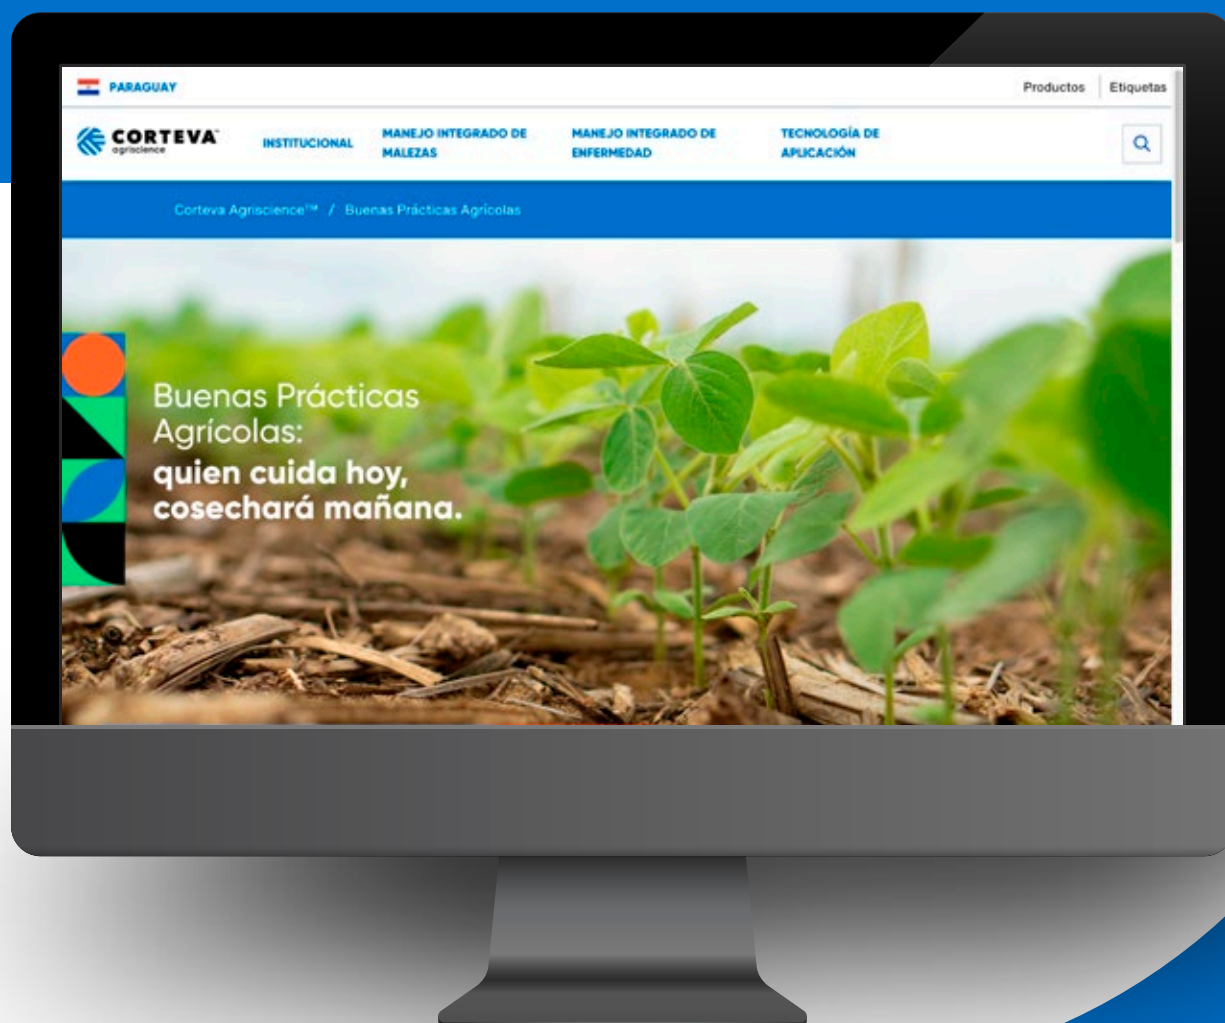 PARAGUAY
Productos
Etiquetas
CORTEVA™
agriscience
INSTITUCIONAL
MANEJO INTEGRADO DE
MALEZAS
MANEJO INTEGRADO DE
ENFERMEDAD
TECNOLOGÍA DE
APLICACIÓN
Corteva Agriscience™ / Buenas Prácticas Agrícolas
Buenas Prácticas
Agrícolas:
quien cuida hoy,
cosechará mañana.